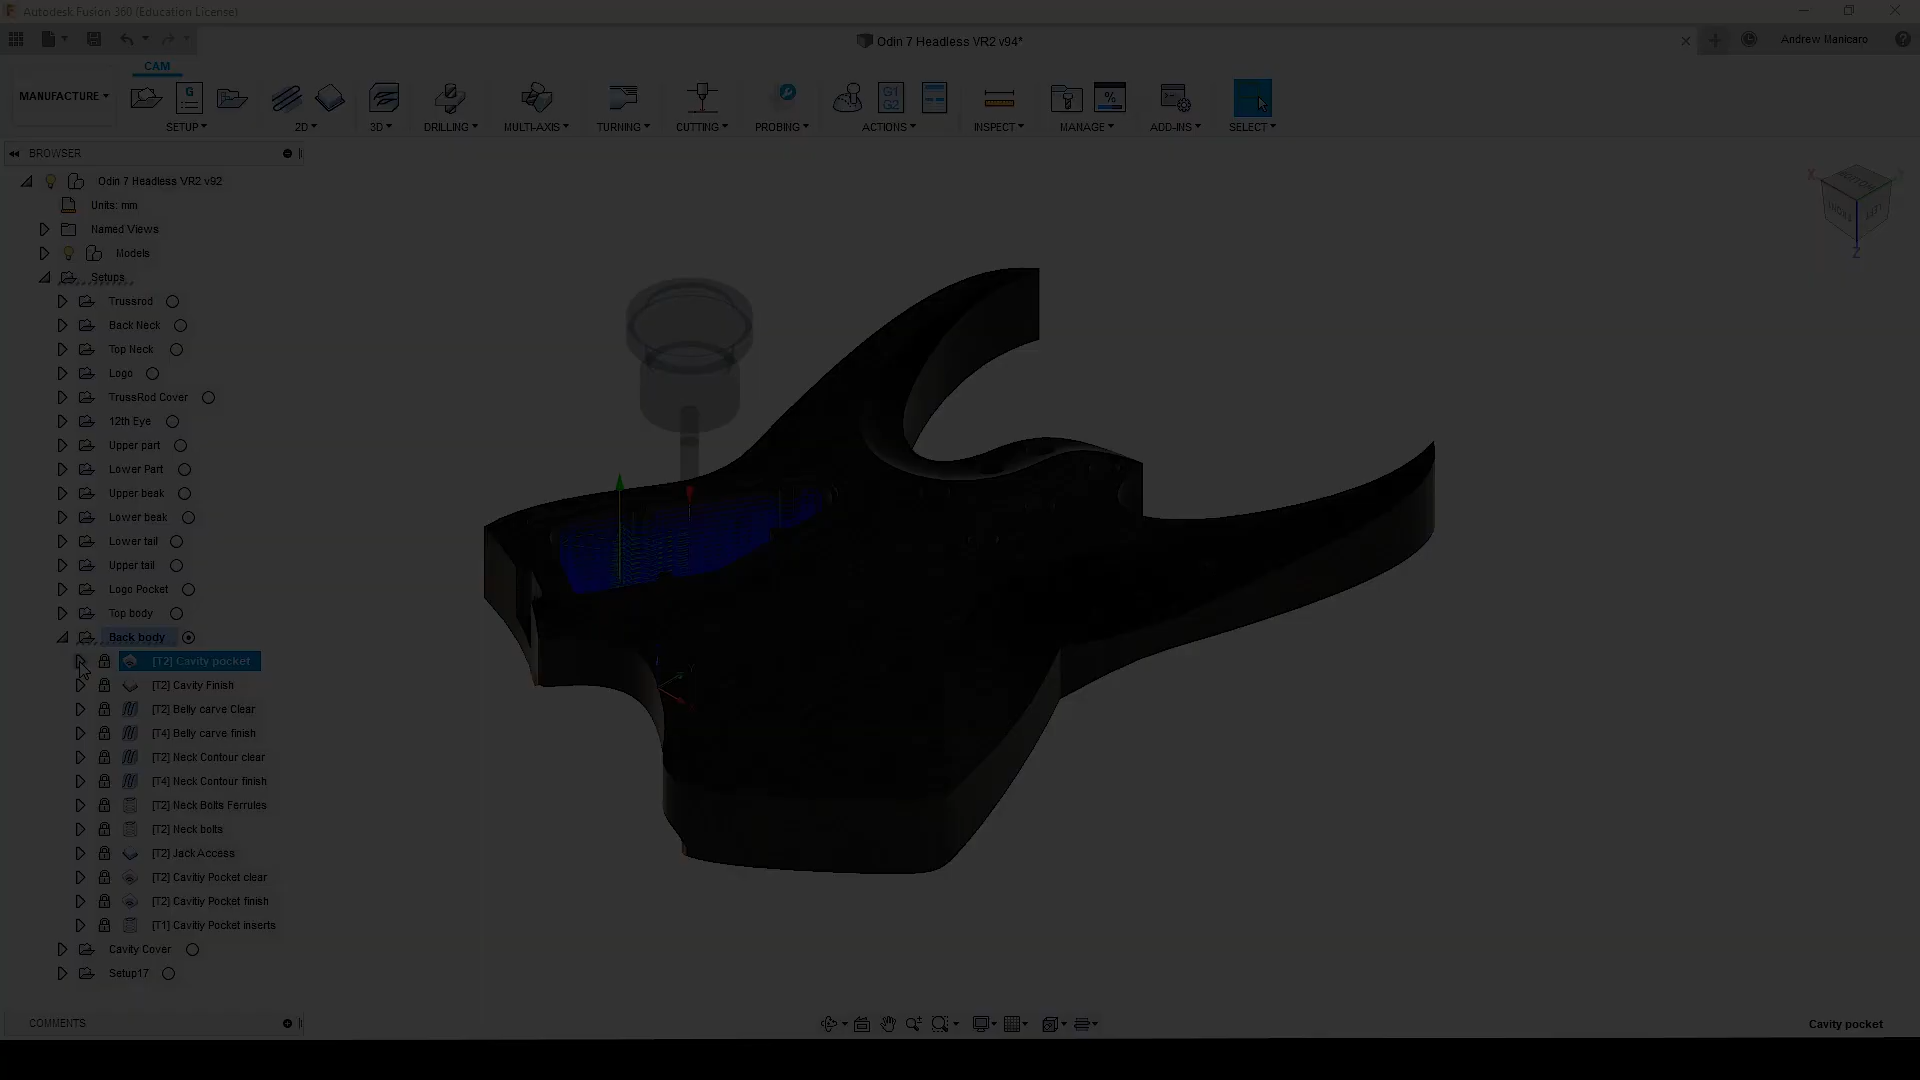 Autodesk Fusion 360 (Education License)
Odin 7 Headless VR2 v94*
Andrew Manicaro
CAM
MANUFACTURE
SETUP
2D
3D
DRILLING
MULTI-AXIS
TURNING
CUTTING
PROBING
G1
G2
ACTIONS
INSPECT
MANAGE
ADD-INS
SELECT
BROWSER
Odin 7 Headless VR2 v92
Units: mm
Named Views
Models
Setups
Trussrod
Back Neck
Top Neck
Logo
TrussRod Cover
12th Eye
Upper part
Lower Part
Upper beak
Lower beak
Lower tail
Upper tail
Logo Pocket
Top body
Back body
[T2] Cavity pocket
[T2] Cavity Finish
[T2] Belly carve Clear
[T4] Belly carve finish
[T2] Neck Contour clear
[T4] Neck Contour finish
[T2] Neck Bolts Ferrules
[T2] Neck bolts
[T2] Jack Access
[T2] Cavitiy Pocket clear
[T2] Cavitiy Pocket finish
[T1] Cavitiy Pocket inserts
Cavity Cover
Setup17
COMMENTS
Cavity pocket
X
Z
BOTTOM